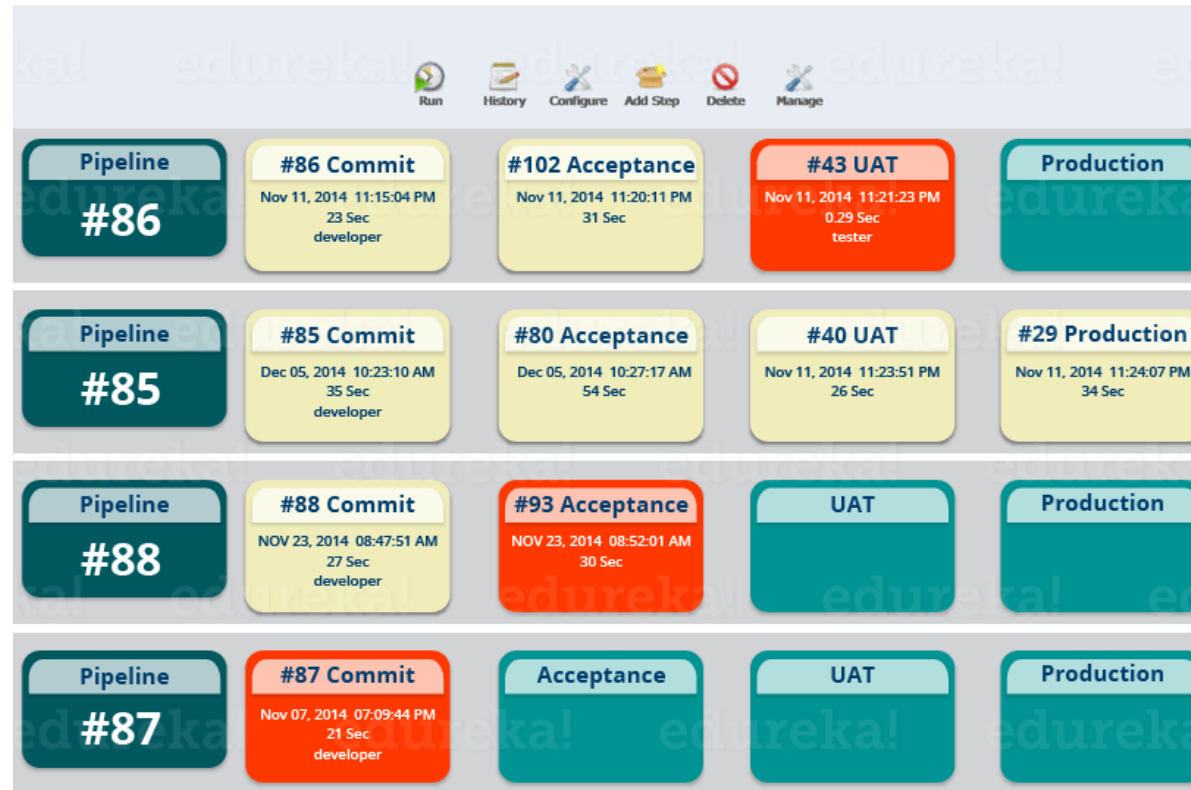 Run
History
Configure
Add Step
Delete
Manage
Pipeline
#86
#86 Commit
Nov 11, 2014 11:15:04 PM
23 Sec
developer
#102 Acceptance
Nov 11, 2014 11:20:11 PM
31 Sec
#43 UAT
Nov 11, 2014 11:21:23 PM
0.29 Sec
tester
Production
Pipeline
#85
#85 Commit
Dec 05, 2014 10:23:10 AM
35 Sec
developer
#80 Acceptance
Dec 05, 2014 10:27:17 AM
54 Sec
#40 UAT
Nov 11, 2014 11:23:51 PM
26 Sec
#29 Production
Nov 11, 2014 11:24:07 PM
34 Sec
Pipeline
#88
#88 Commit
NOV 23, 2014 08:47:51 AM
27 Sec
developer
#93 Acceptance
NOV 23, 2014 08:52:01 AM
30 Sec
UAT
Production
Pipeline
#87
#87 Commit
Nov 07, 2014 07:09:44 PM
21 Sec
developer
Acceptance
UAT
Production
edureka!